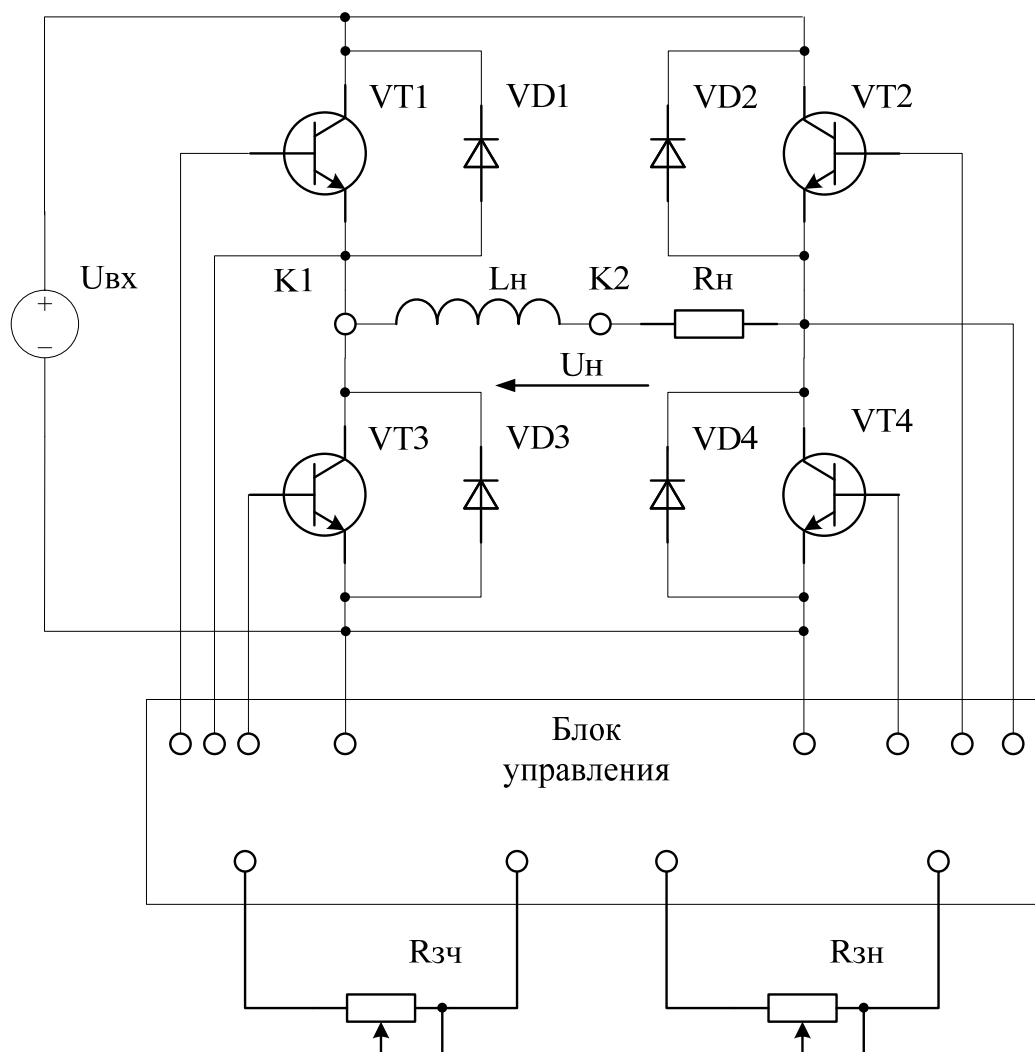 VT1
VD1
VD2
VT2
Uвх
+
−
K1
Lн
K2
Rн
Uн
VT3
VD3
VD4
VT4
Блок
управления
Rзч
Rзн